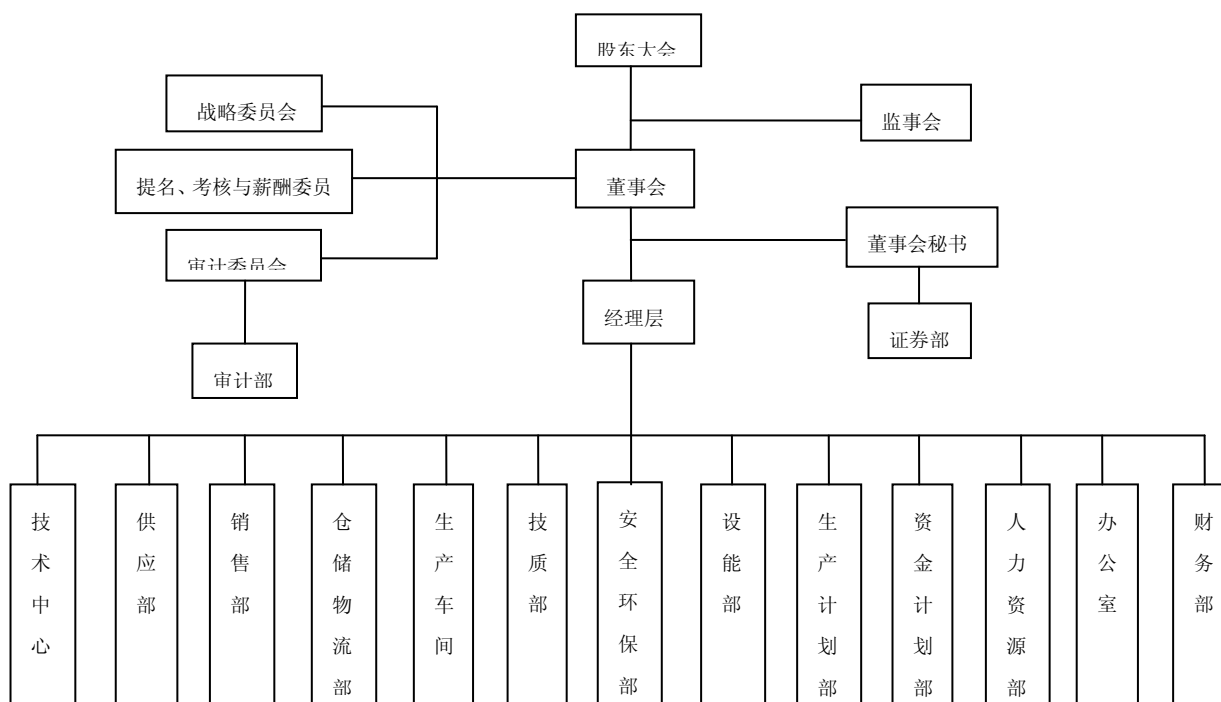 股东大会
战略委员会
监事会
提名、考核与薪酬委员
董事会
董事会秘书
审计委员会
经理层
证券部
审计部
技术中心
供应部
销售部
仓储物流部
生产车间
技质部
安全环保部
设能部
生产计划部
资金计划部
人力资源部
办公室
财务部